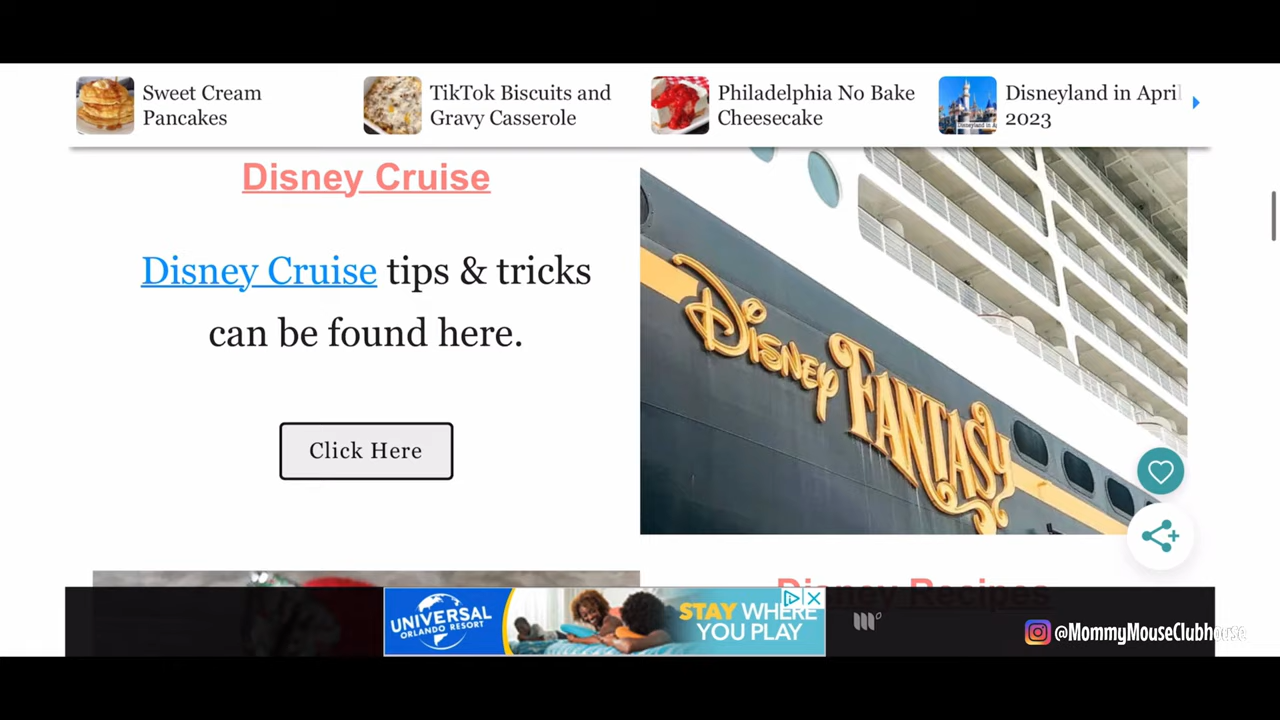 Sweet Cream
Pancakes
TikTok Biscuits and
Gravy Casserole
Philadelphia No Bake
Cheesecake
Disneyland in April
2023
Disney Cruise
Disney Cruise tips & tricks
can be found here.
Click Here
Disney FANTASY
Disney Recipes
UNIVERSAL
ORLANDO RESORT
STAY WHERE
YOU PLAY
@MommyMouseClubhouse